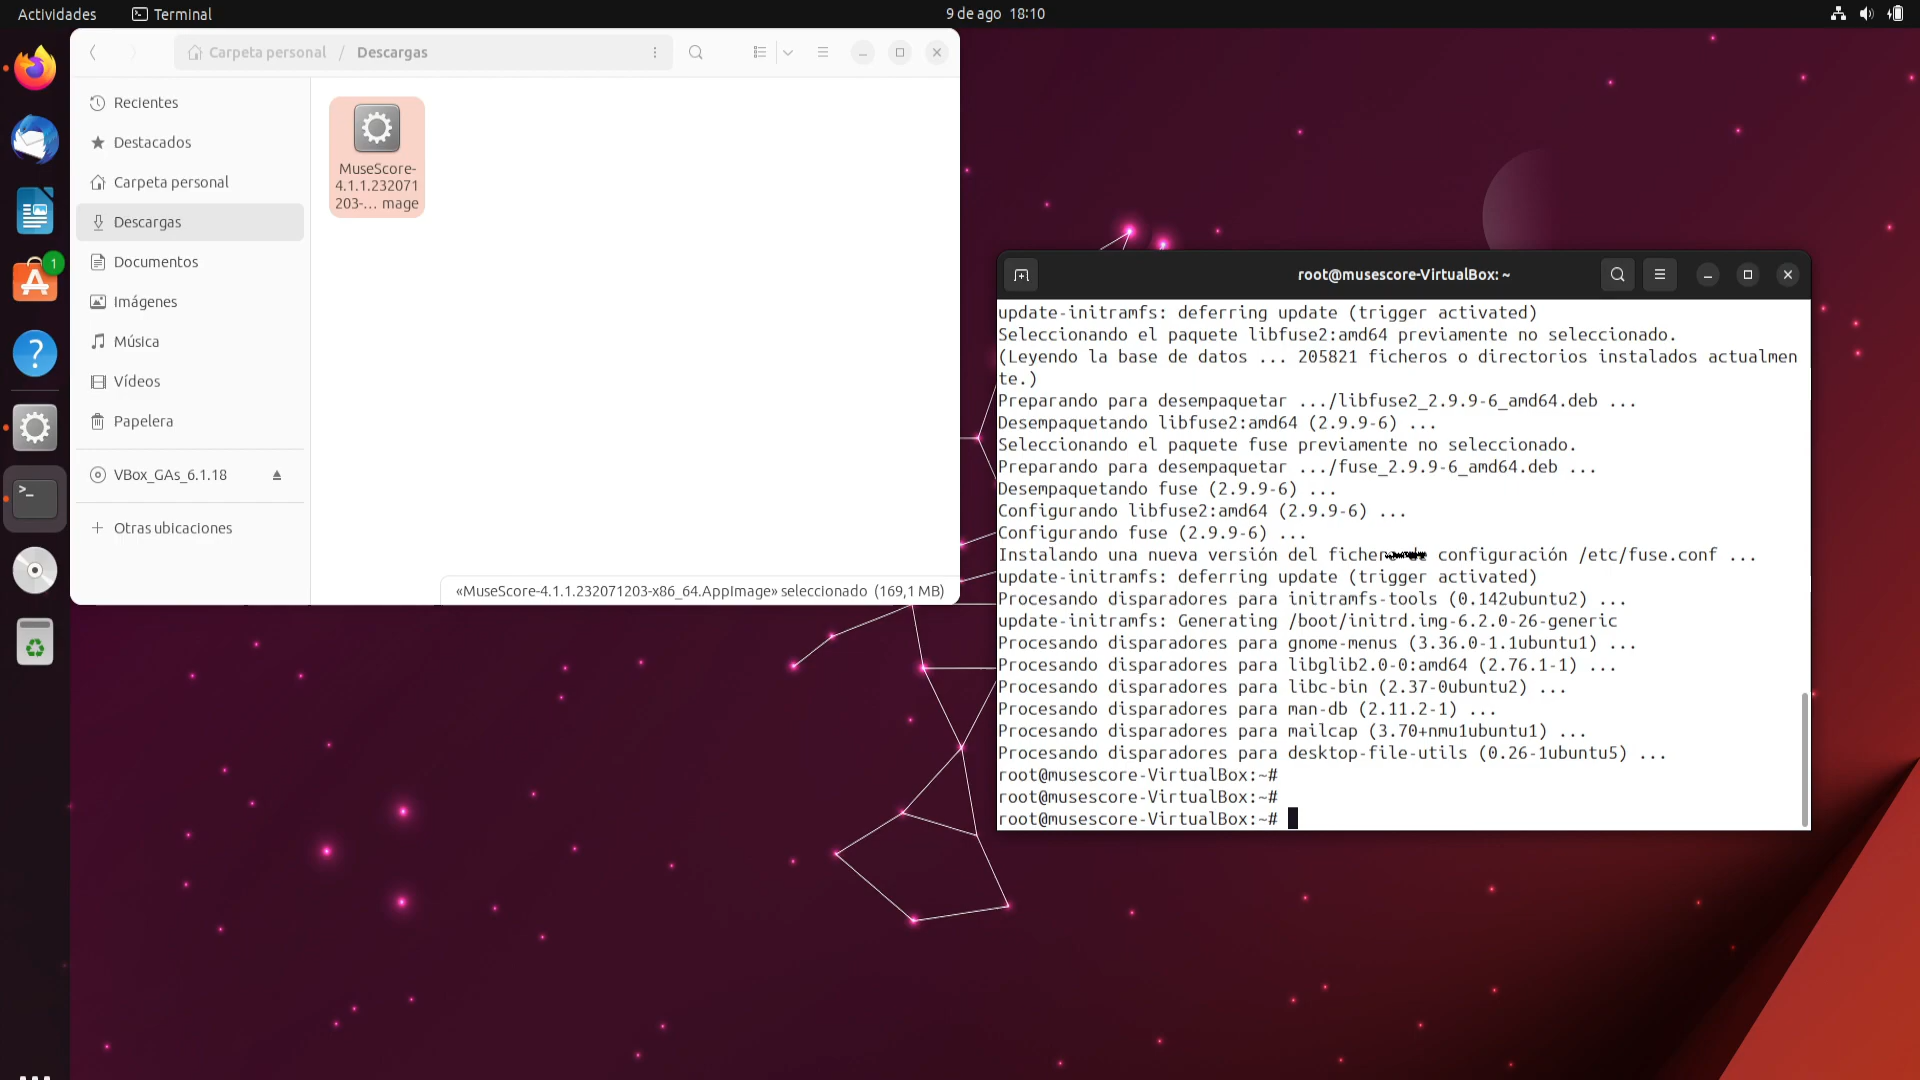 Actividades
Terminal
9 de ago 18:10
Carpeta personal / Descargas
Recientes
Destacados
Carpeta personal
Descargas
Documentos
Imágenes
Música
Vídeos
Papelera
VBox_GAs_6.1.18
+ Otras ubicaciones
MuseScore-
4.1.1.232071
203-… mage
«MuseScore-4.1.1.232071203-x86_64.AppImage» seleccionado (169,1 MB)
1
?
>_
root@musescore-VirtualBox: ~
update-initramfs: deferring update (trigger activated)
Seleccionando el paquete libfuse2:amd64 previamente no seleccionado.
(Leyendo la base de datos ... 205821 ficheros o directorios instalados actualmen
te.)
Preparando para desempaquetar .../libfuse2_2.9.9-6_amd64.deb ...
Desempaquetando libfuse2:amd64 (2.9.9-6) ...
Seleccionando el paquete fuse previamente no seleccionado.
Preparando para desempaquetar .../fuse_2.9.9-6_amd64.deb ...
Desempaquetando fuse (2.9.9-6) ...
Configurando libfuse2:amd64 (2.9.9-6) ...
Configurando fuse (2.9.9-6) ...
Instalando una nueva versión del configuración /etc/fuse.conf ...
update-initramfs: deferring update (trigger activated)
Procesando disparadores para initramfs-tools (0.142ubuntu2) ...
update-initramfs: Generating /boot/initrd.img-6.2.0-26-generic
Procesando disparadores para gnome-menus (3.36.0-1.1ubuntu1) ...
Procesando disparadores para libglib2.0-0:amd64 (2.76.1-1) ...
Procesando disparadores para libc-bin (2.37-0ubuntu2) ...
Procesando disparadores para man-db (2.11.2-1) ...
Procesando disparadores para mailcap (3.70+nmu1ubuntu1) ...
Procesando disparadores para desktop-file-utils (0.26-1ubuntu5) ...
root@musescore-VirtualBox:~#
root@musescore-VirtualBox:~#
root@musescore-VirtualBox:~#